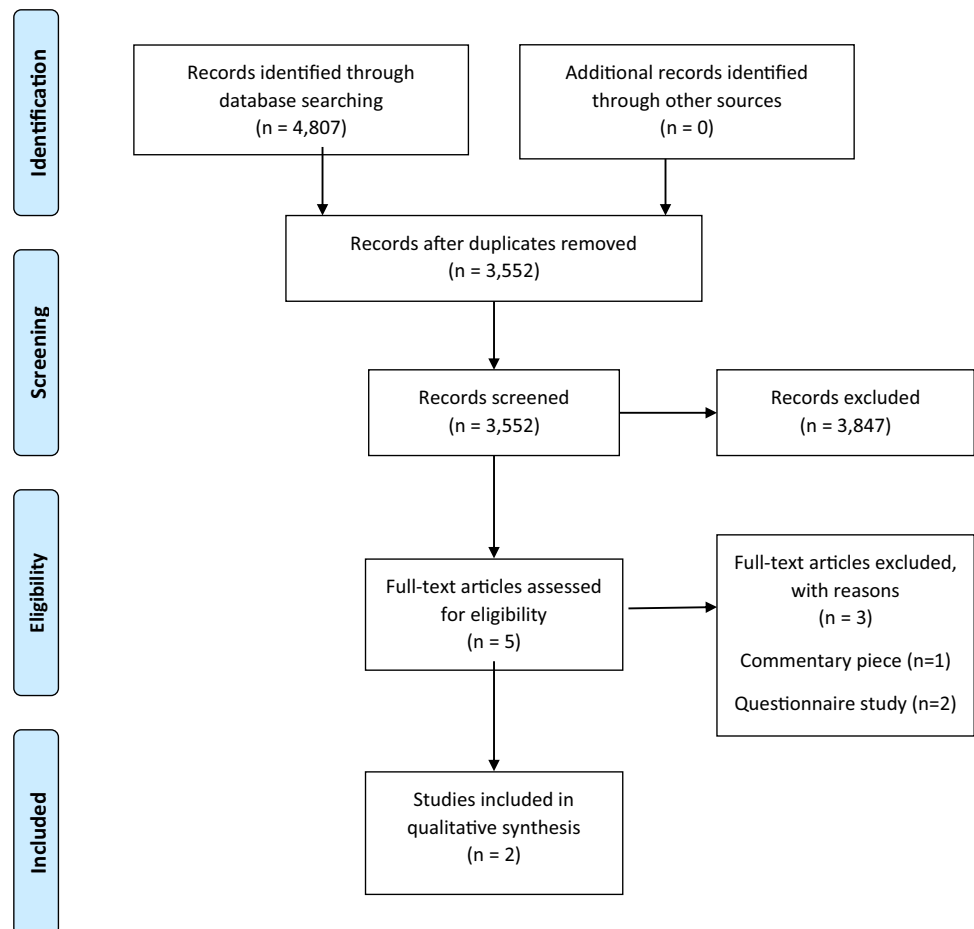 Identification
Records identified through
database searching
(n = 4,807)
Additional records identified
through other sources
(n = 0)
Records after duplicates removed
(n = 3,552)
Screening
Records screened
(n = 3,552)
Records excluded
(n = 3,847)
Eligibility
Full-text articles assessed
for eligibility
(n = 5)
Full-text articles excluded,
with reasons
(n = 3)
Commentary piece (n=1)
Questionnaire study (n=2)
Included
Studies included in
qualitative synthesis
(n = 2)